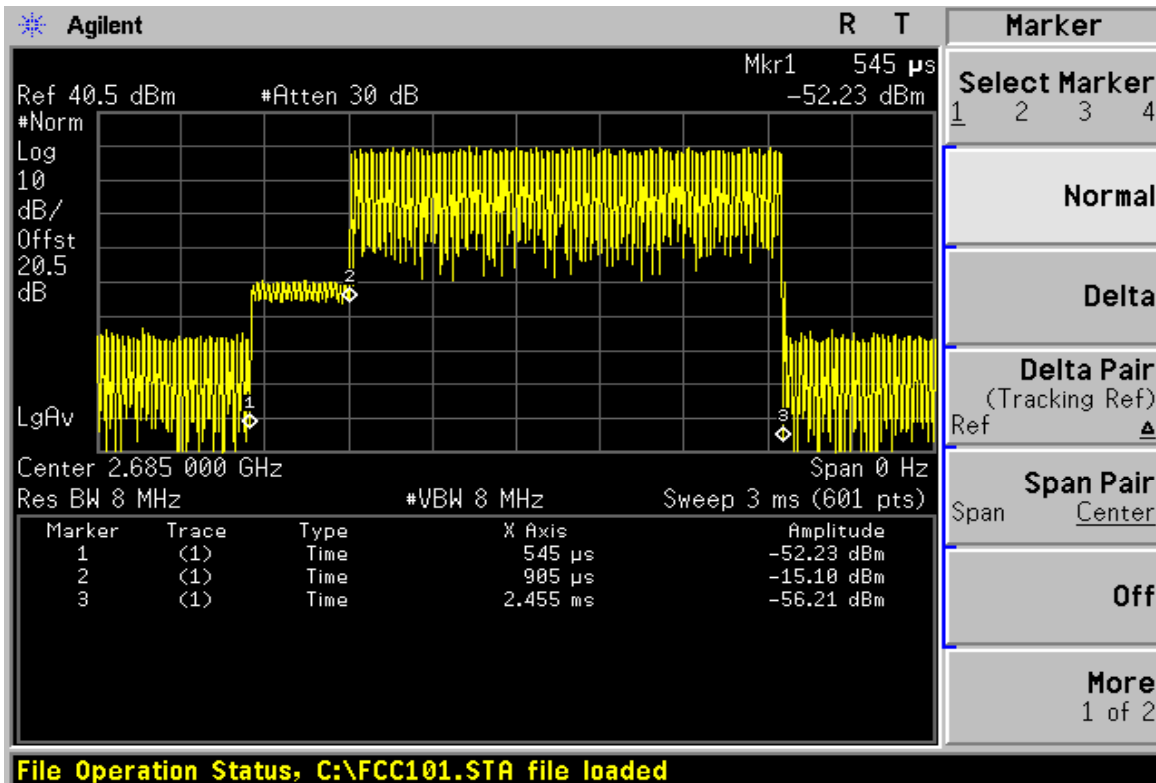 Agilent R T Marker
Mkr1 545 µs
Ref 40.5 dBm #Atten 30 dB -52.23 dBm
#Norm
Log
10
dB/
Offst
20.5
dB
1
2
3
LgAv
Center 2.685 000 GHz Span 0 Hz
Res BW 8 MHz #VBW 8 MHz Sweep 3 ms (601 pts)
Marker Trace Type X Axis Amplitude
1 (1) Time 545 µs -52.23 dBm
2 (1) Time 905 µs -15.10 dBm
3 (1) Time 2.455 ms -56.21 dBm
Select Marker
1 2 3 4
Normal
Delta
Delta Pair
(Tracking Ref)
Ref Δ
Span Pair
Span Center
Off
More
1 of 2
File Operation Status, C:\FCC101.STA file loaded